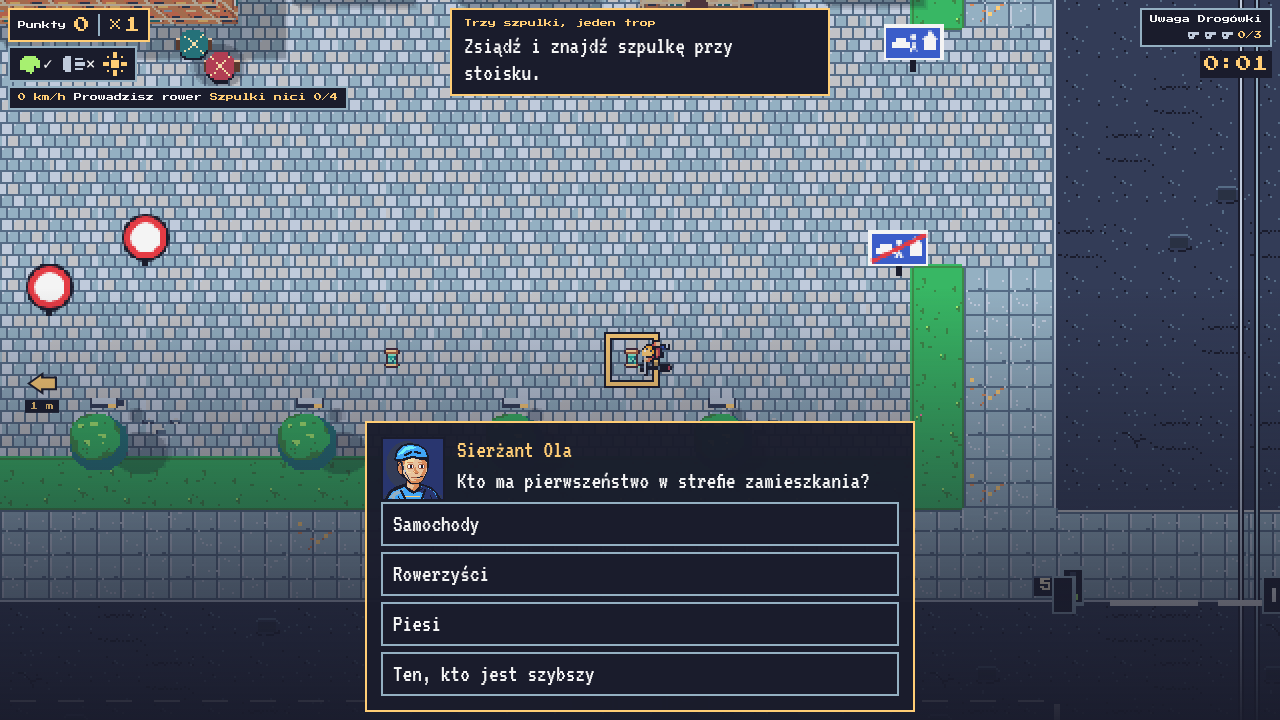 Punkty 0 ×1
Trzy szpulki, jeden trop
Zsiądź i znajdź szpulkę przy
stoisku.
Uwaga Drogówki
0/3
0:01
0 km/h Prowadzisz rower Szpulki nici 0/4
1 m
Sierżant Ola
Kto ma pierwszeństwo w strefie zamieszkania?
Samochody
Rowerzyści
Piesi
Ten, kto jest szybszy
5